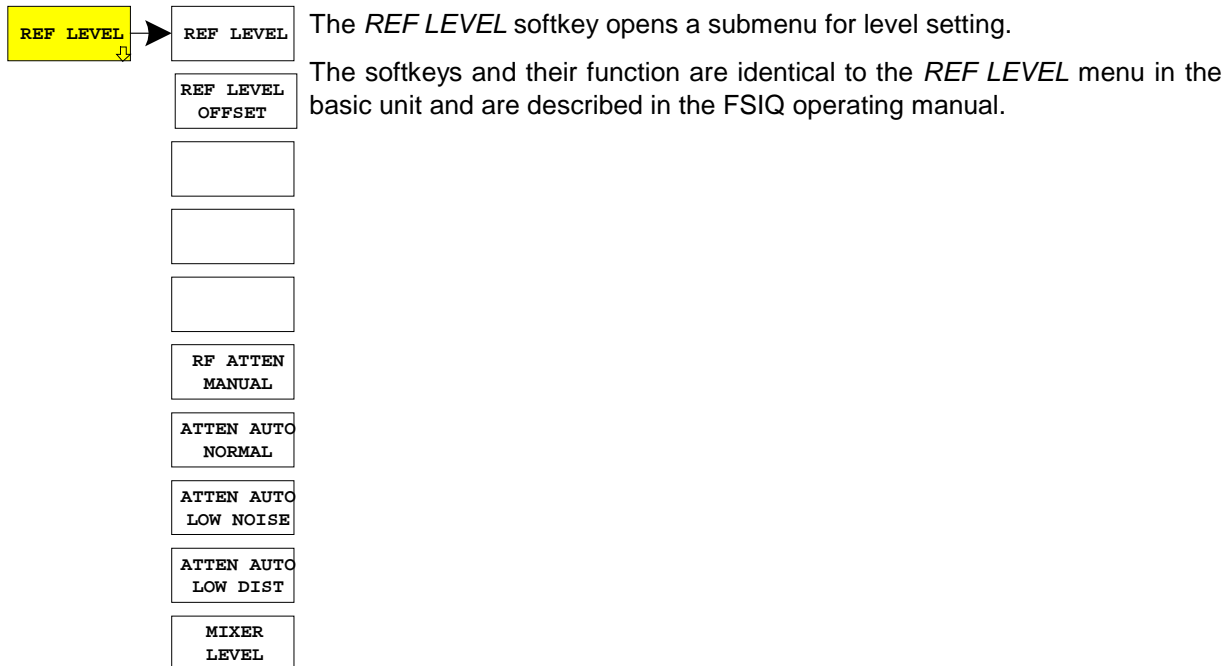 REF LEVEL
REF LEVEL
The REF LEVEL softkey opens a submenu for level setting.
The softkeys and their function are identical to the REF LEVEL menu in the
basic unit and are described in the FSIQ operating manual.
REF LEVEL
OFFSET
RF ATTEN
MANUAL
ATTEN AUTO
NORMAL
ATTEN AUTO
LOW NOISE
ATTEN AUTO
LOW DIST
MIXER
LEVEL